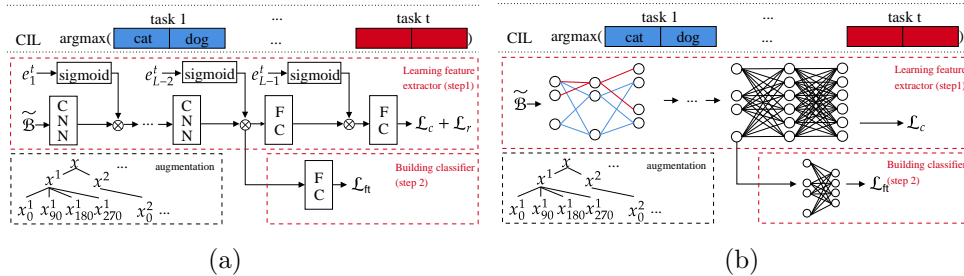 task 1 ...
CIL argmax( cat dog )
e_1^t sigmoid e_{L-2}^t sigmoid e_{L-1}^t sigmoid
Learning feature
extractor (step1)
B̃ CNN ⊗ ... CNN ⊗ FC ⊗ FC ℒ_c + ℒ_r
x ... augmentation
x^1 x^2
x_0^1 x_90^1 x_180^1 x_270^1 x_0^2 ...
Building classifier
(step 2)
FC ℒ_ft
(a)
task 1 ...
CIL argmax( cat dog )
Learning feature
extractor (step1)
B̃ ... ℒ_c
x ... augmentation
x^1 x^2
x_0^1 x_90^1 x_180^1 x_270^1 x_0^2 ...
Building classifier
(step 2)
ℒ_ft
(b)